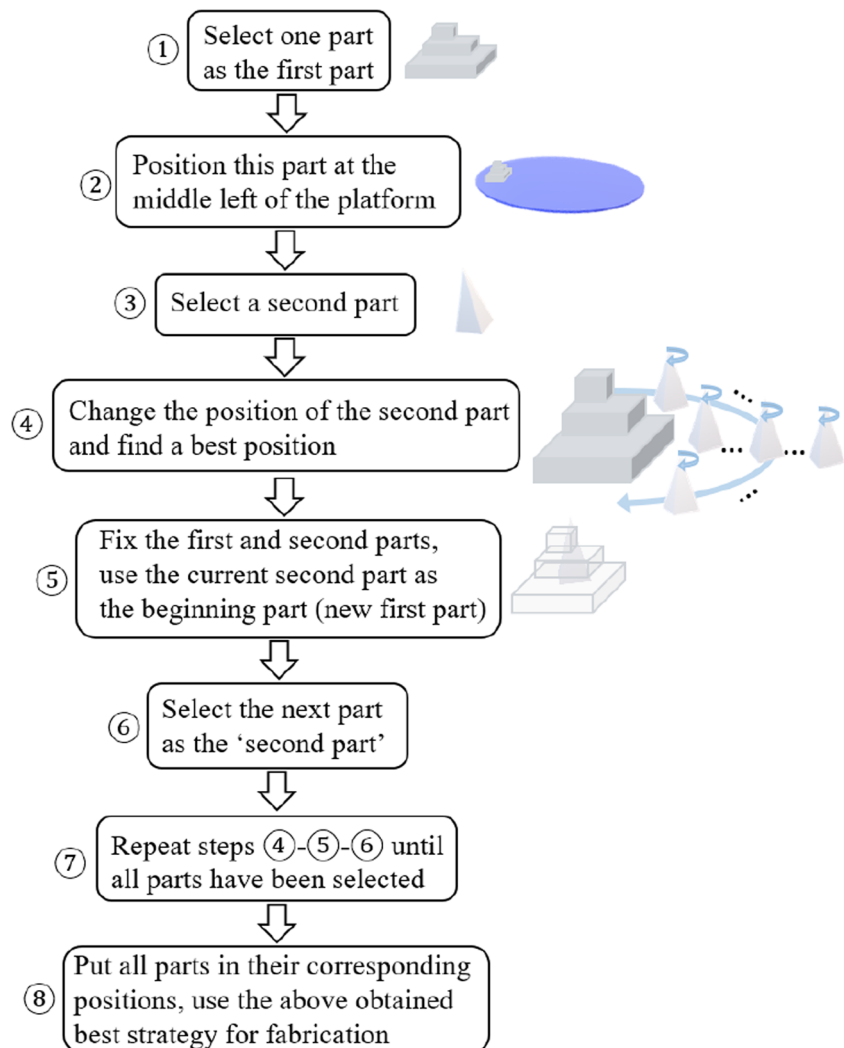 ① Select one part
as the first part
② Position this part at the
middle left of the platform
③ Select a second part
④ Change the position of the second part
and find a best position
⑤ Fix the first and second parts,
use the current second part as
the beginning part (new first part)
⑥ Select the next part
as the ‘second part’
⑦ Repeat steps ④-⑤-⑥ until
all parts have been selected
⑧ Put all parts in their corresponding
positions, use the above obtained
best strategy for fabrication